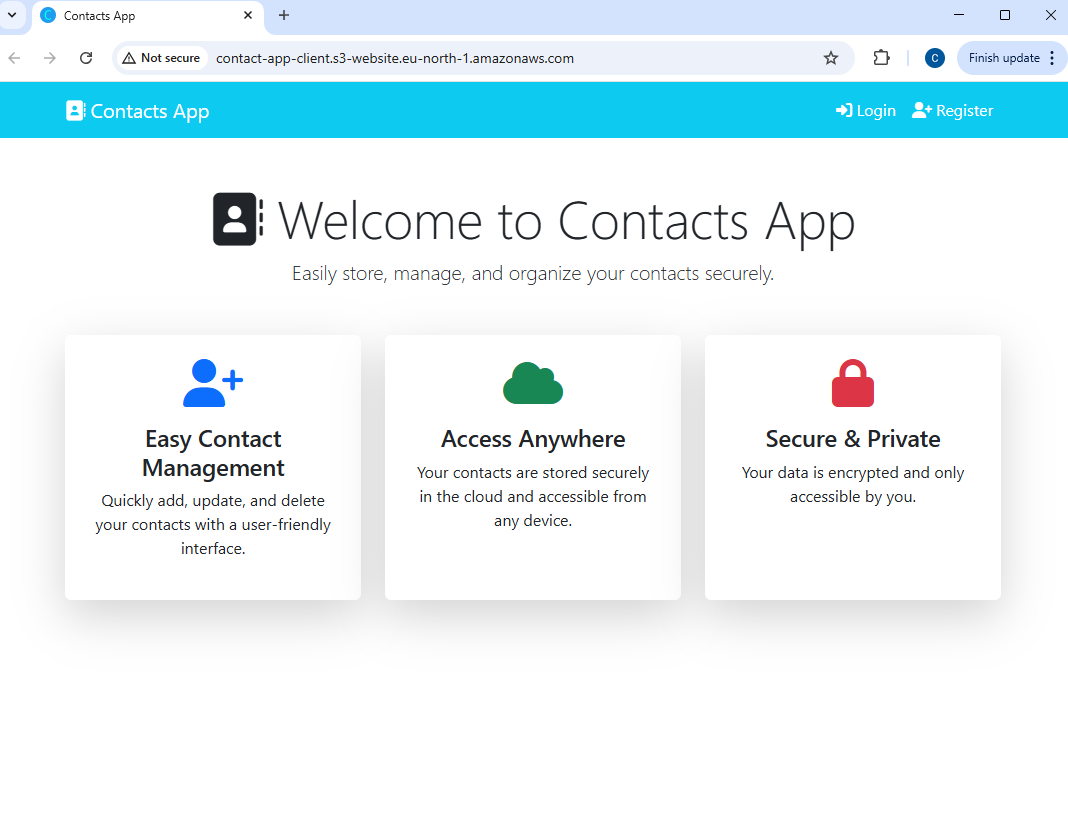 Contacts App
Not secure
contact-app-client.s3-website.eu-north-1.amazonaws.com
C
Finish update
Contacts App
Login
Register
Welcome to Contacts App
Easily store, manage, and organize your contacts securely.
Easy Contact
Management
Quickly add, update, and delete
your contacts with a user-friendly
interface.
Access Anywhere
Your contacts are stored securely
in the cloud and accessible from
any device.
Secure & Private
Your data is encrypted and only
accessible by you.